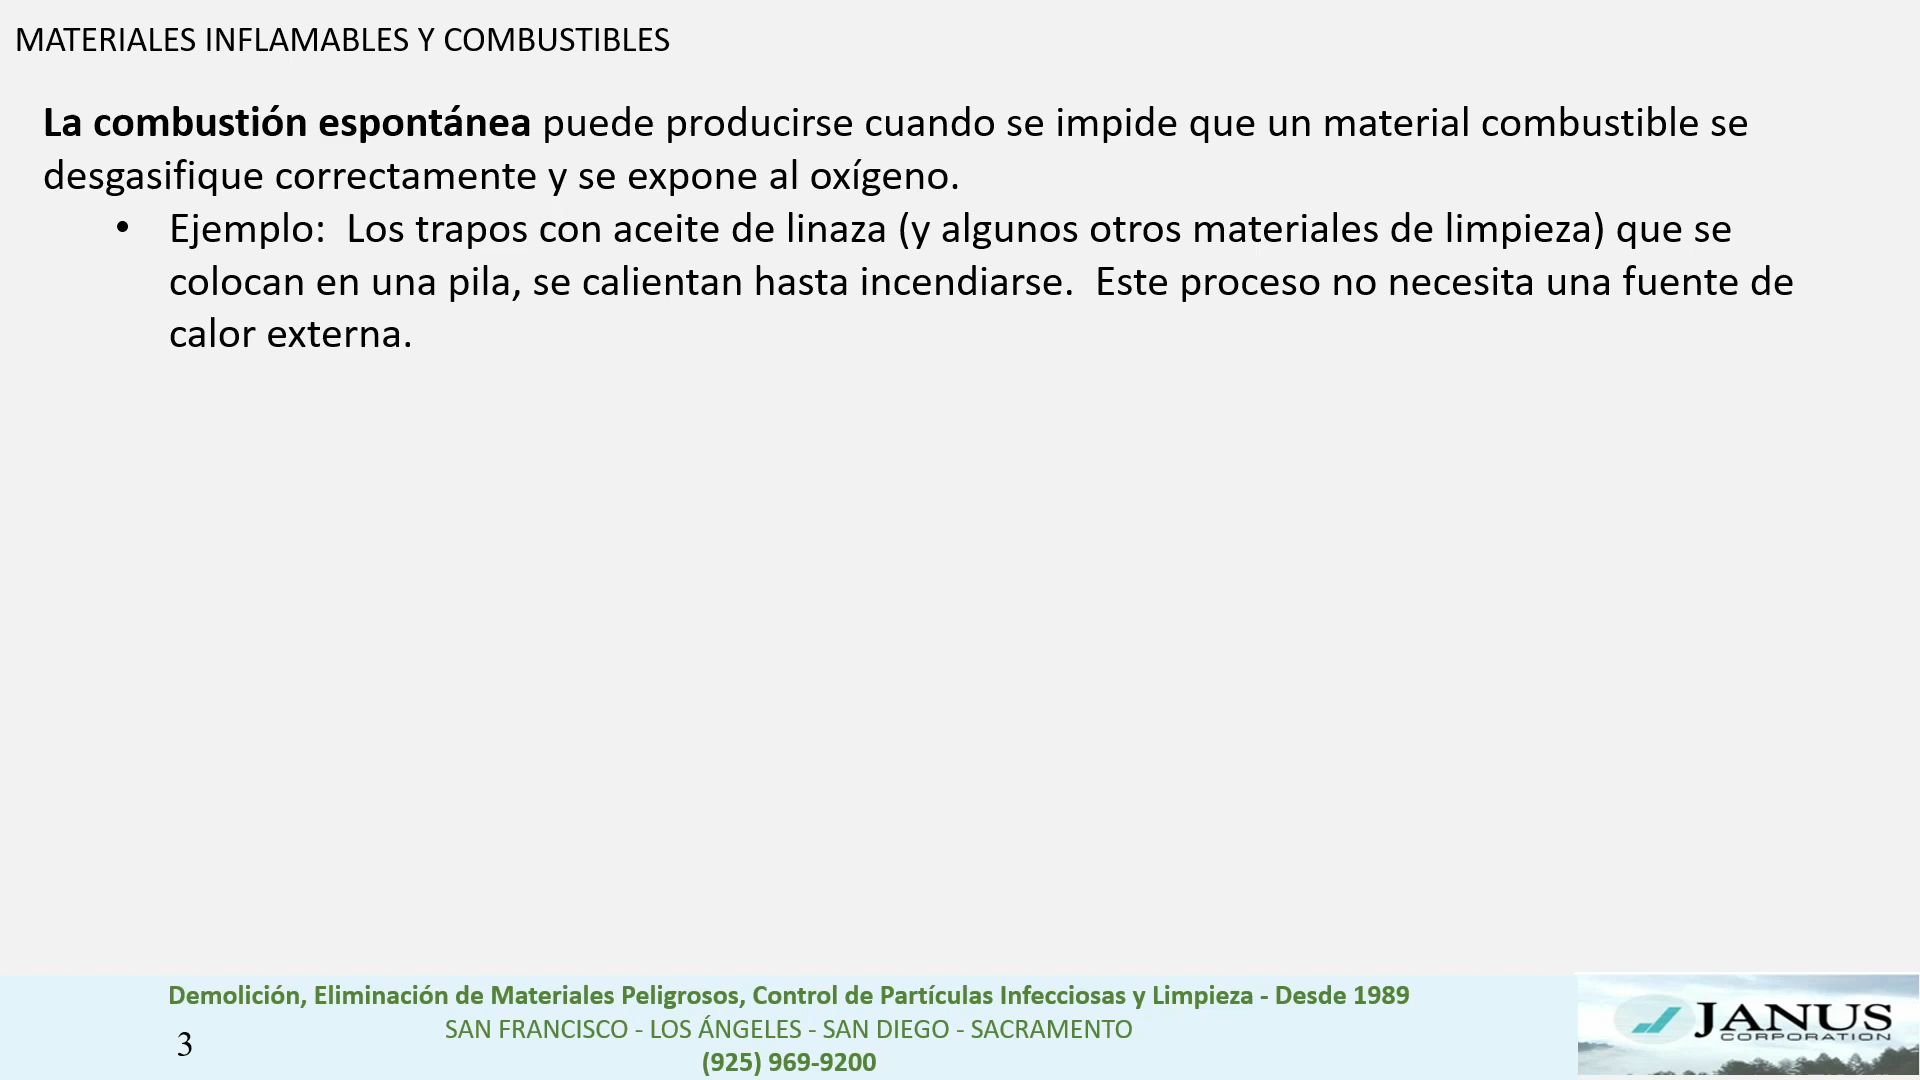 MATERIALES INFLAMABLES Y COMBUSTIBLES
La combustión espontánea puede producirse cuando se impide que un material combustible se
desgasifique correctamente y se expone al oxígeno.
• Ejemplo:  Los trapos con aceite de linaza (y algunos otros materiales de limpieza) que se
colocan en una pila, se calientan hasta incendiarse.  Este proceso no necesita una fuente de
calor externa.
Demolición, Eliminación de Materiales Peligrosos, Control de Partículas Infecciosas y Limpieza - Desde 1989
SAN FRANCISCO - LOS ÁNGELES - SAN DIEGO - SACRAMENTO
(925) 969-9200
3
JANUS
CORPORATION